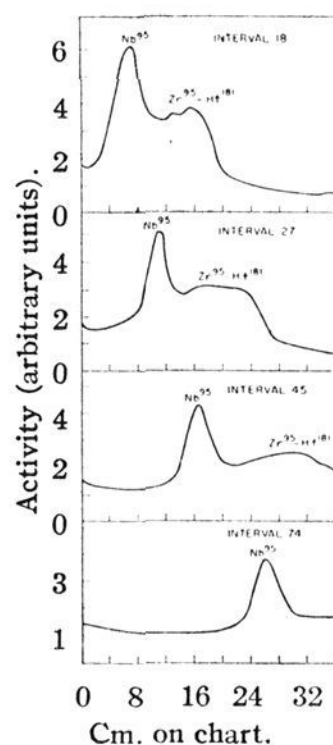 Activity (arbitrary units).
INTERVAL 18
Nb95
Zr95-Hf181
6
4
2
0
INTERVAL 27
Nb95
Zr95-Hf181
4
2
0
INTERVAL 45
Nb95
Zr95-Hf181
4
2
0
INTERVAL 74
Nb95
3
1
0 8 16 24 32
Cm. on chart.